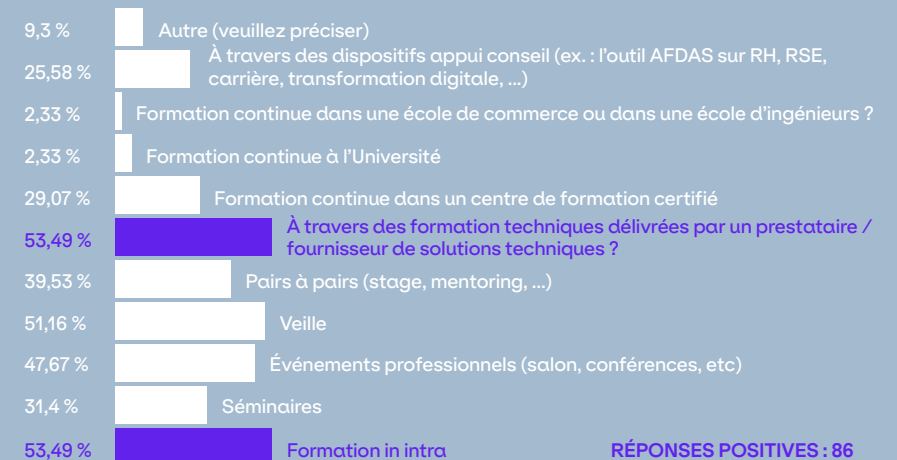 9,3 % Autre (veuillez préciser)
25,58 % À travers des dispositifs appui conseil (ex. : l'outil AFDAS sur RH, RSE,
carrière, transformation digitale, ...)
2,33 % Formation continue dans une école de commerce ou dans une école d'ingénieurs ?
2,33 % Formation continue à l'Université
29,07 % Formation continue dans un centre de formation certifié
53,49 % À travers des formation techniques délivrées par un prestataire /
fournisseur de solutions techniques ?
39,53 % Pairs à pairs (stage, mentoring, ...)
51,16 % Veille
47,67 % Événements professionnels (salon, conférences, etc)
31,4 % Séminaires
53,49 % Formation in intra RÉPONSES POSITIVES : 86